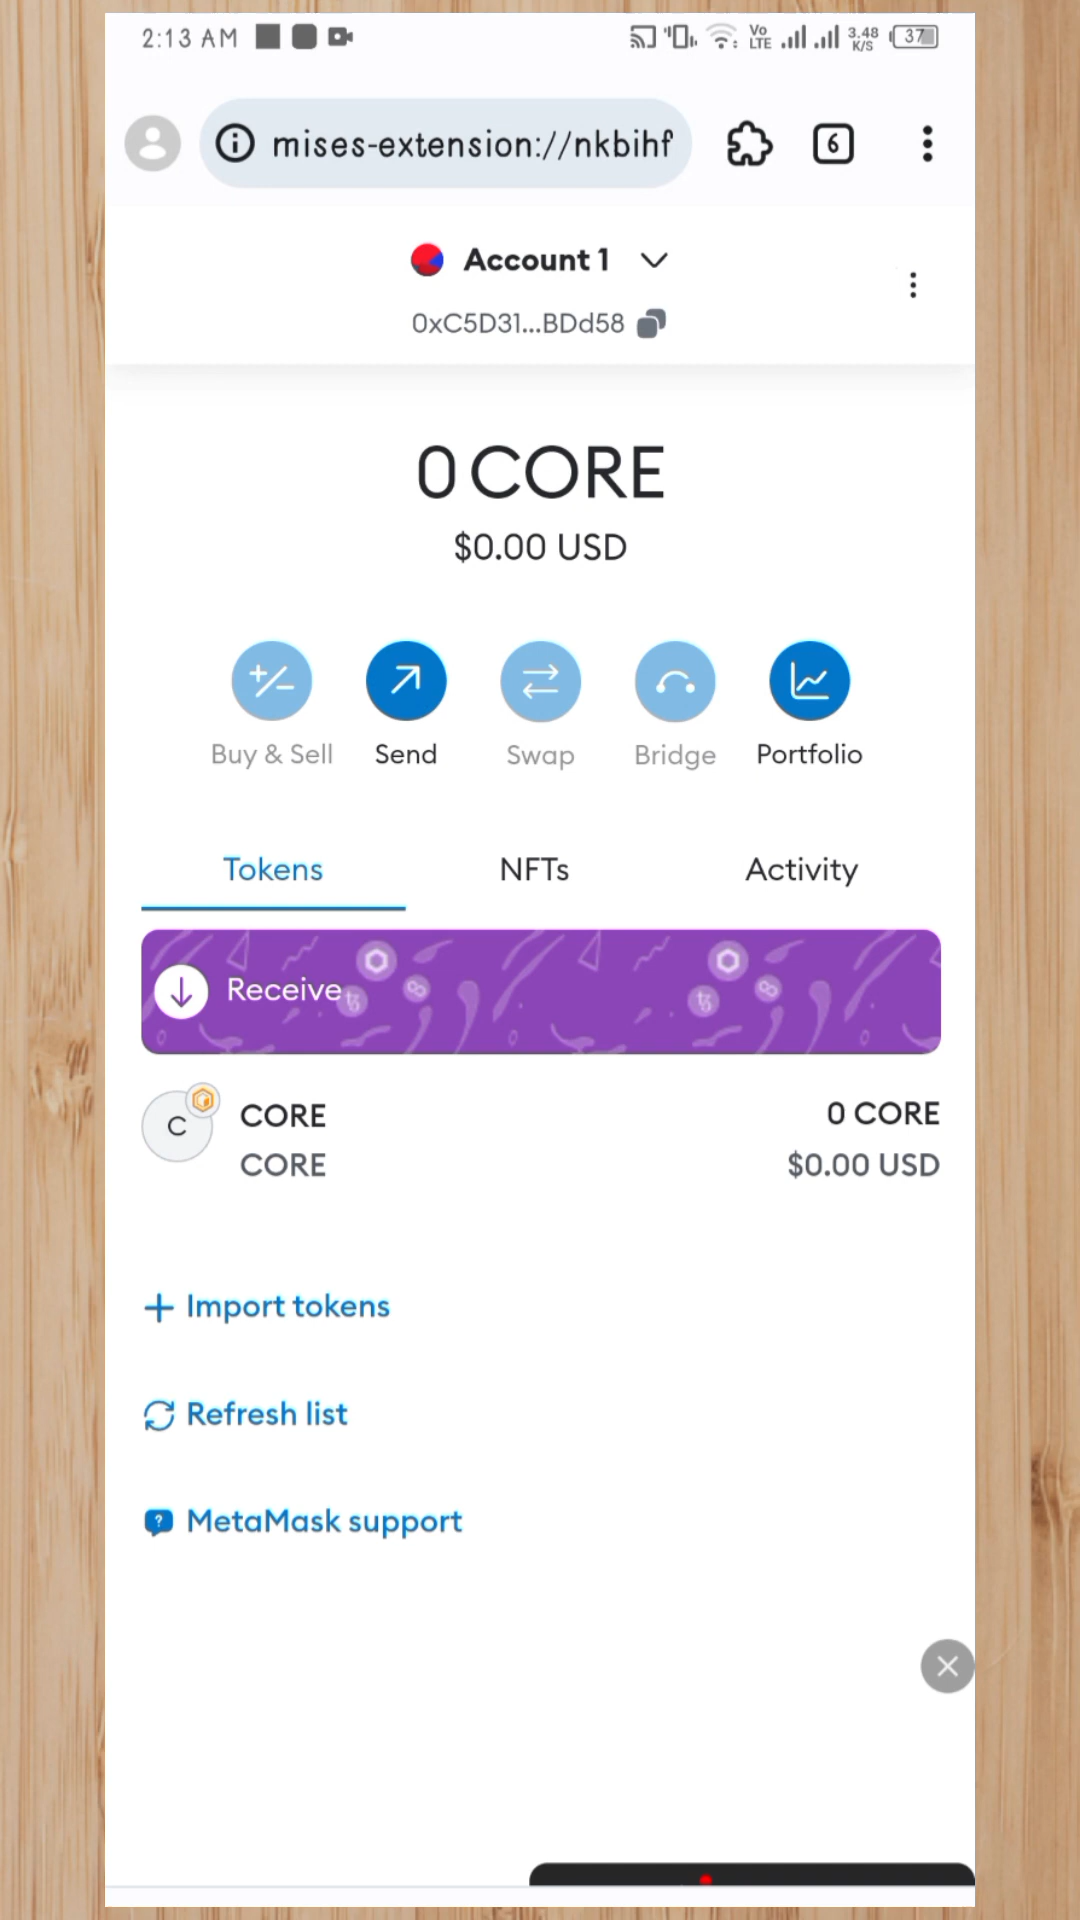 2:13 AM
Vo LTE
3.48 K/S
37
mises-extension://nkbihf
6
Account 1
0xC5D31...BDd58
0 CORE
$0.00 USD
Buy & Sell
Send
Swap
Bridge
Portfolio
Tokens
NFTs
Activity
Receive
C
CORE
0 CORE
CORE
$0.00 USD
Import tokens
Refresh list
MetaMask support